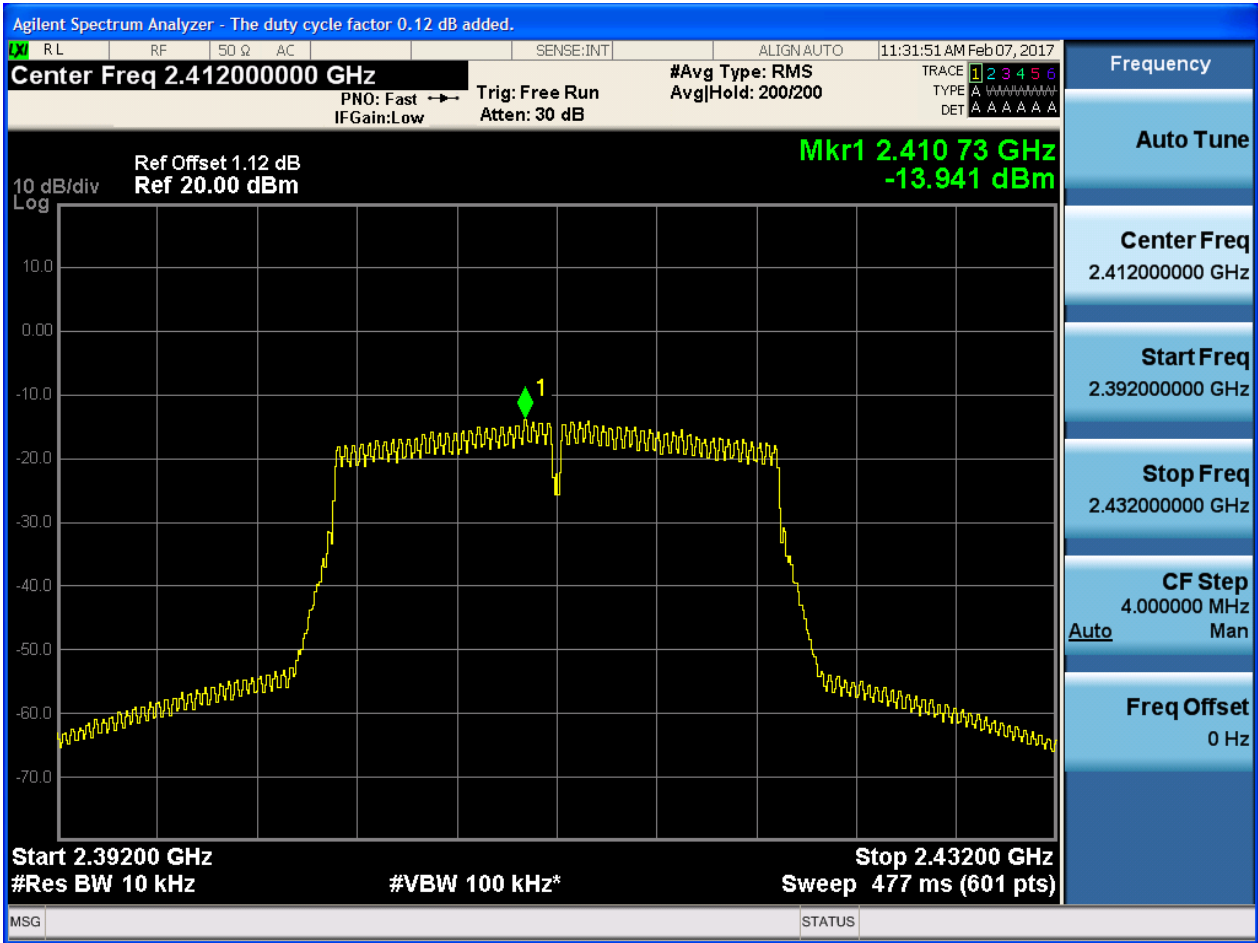 Agilent Spectrum Analyzer - The duty cycle factor 0.12 dB added.
LXI RL RF 50 Ω AC SENSE:INT ALIGN AUTO 11:31:51 AM Feb 07, 2017
Center Freq 2.412000000 GHz
PNO: Fast
IFGain:Low
Trig: Free Run
Atten: 30 dB
#Avg Type: RMS
Avg|Hold: 200/200
TRACE 1 2 3 4 5 6
TYPE A WWWWW
DET A A A A A A
Mkr1 2.410 73 GHz
-13.941 dBm
Ref Offset 1.12 dB
10 dB/div Ref 20.00 dBm
Log
10.0
0.00
-10.0
1
-20.0
-30.0
-40.0
-50.0
-60.0
-70.0
Start 2.39200 GHz Stop 2.43200 GHz
#Res BW 10 kHz #VBW 100 kHz* Sweep 477 ms (601 pts)
MSG STATUS
Frequency
Auto Tune
Center Freq
2.412000000 GHz
Start Freq
2.392000000 GHz
Stop Freq
2.432000000 GHz
CF Step
4.000000 MHz
Auto Man
Freq Offset
0 Hz